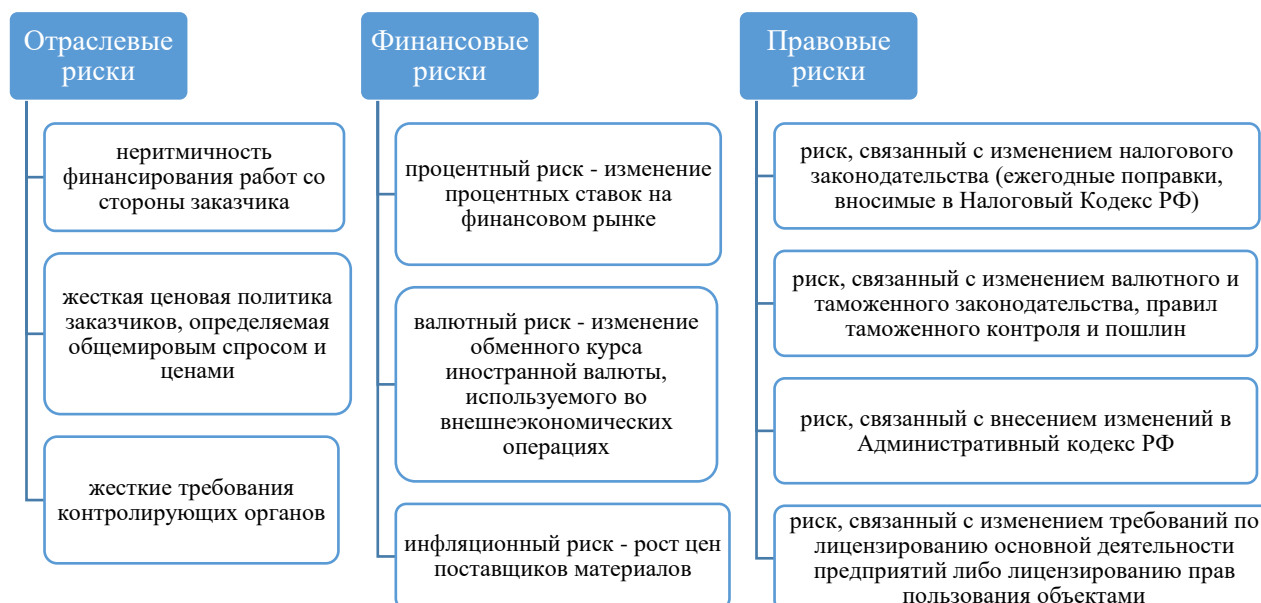 Отраслевые
риски
неритмичность
финансирования работ со
стороны заказчика
жесткая ценовая политика
заказчиков, определяемая
общемировым спросом и
ценами
жесткие требования
контролирующих органов
Финансовые
риски
процентный риск - изменение
процентных ставок на
финансовом рынке
валютный риск - изменение
обменного курса
иностранной валюты,
используемого во
внешнеэкономических
операциях
инфляционный риск - рост цен
поставщиков материалов
Правовые
риски
риск, связанный с изменением налогового
законодательства (ежегодные поправки,
вносимые в Налоговый Кодекс РФ)
риск, связанный с изменением валютного и
таможенного законодательства, правил
таможенного контроля и пошлин
риск, связанный с внесением изменений в
Административный кодекс РФ
риск, связанный с изменением требований по
лицензированию основной деятельности
предприятий либо лицензированию прав
пользования объектами